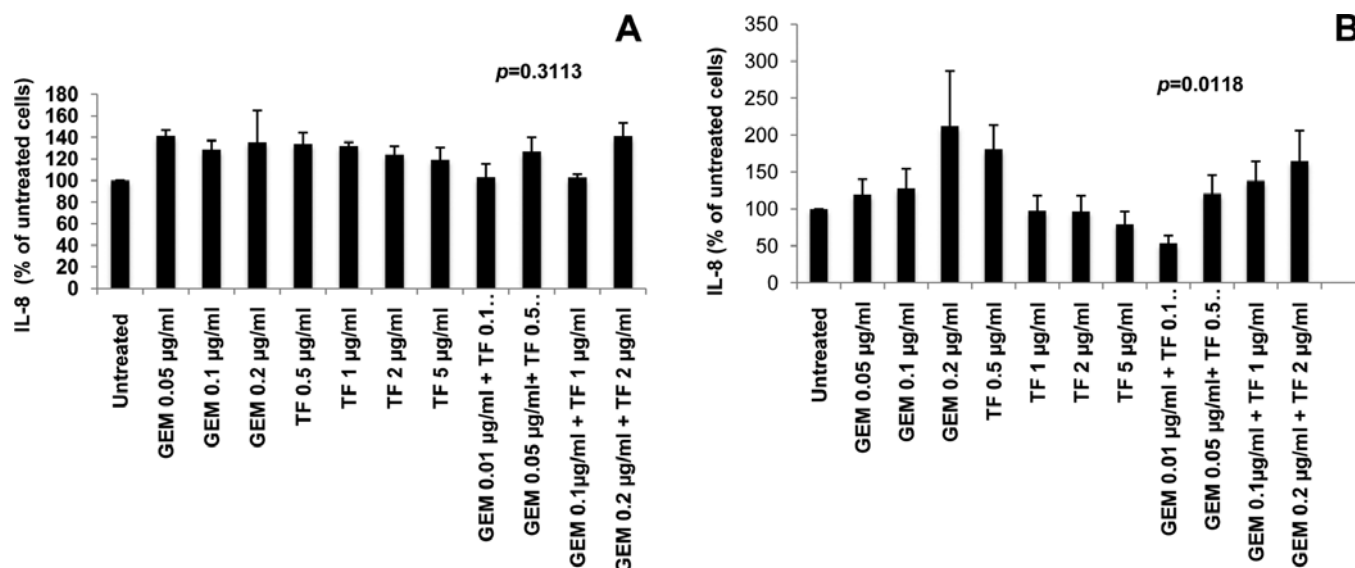 A
p=0.3113
IL-8 (% of untreated cells)
180
160
140
120
100
80
60
40
20
0
Untreated
GEM 0.05 µg/ml
GEM 0.1 µg/ml
GEM 0.2 µg/ml
TF 0.5 µg/ml
TF 1 µg/ml
TF 2 µg/ml
TF 5 µg/ml
GEM 0.01 µg/ml + TF 0.1..
GEM 0.05 µg/ml+ TF 0.5..
GEM 0.1µg/ml + TF 1 µg/ml
GEM 0.2 µg/ml + TF 2 µg/ml
B
p=0.0118
IL-8 (% of untreated cells)
350
300
250
200
150
100
50
0
Untreated
GEM 0.05 µg/ml
GEM 0.1 µg/ml
GEM 0.2 µg/ml
TF 0.5 µg/ml
TF 1 µg/ml
TF 2 µg/ml
TF 5 µg/ml
GEM 0.01 µg/ml + TF 0.1..
GEM 0.05 µg/ml+ TF 0.5..
GEM 0.1µg/ml + TF 1 µg/ml
GEM 0.2 µg/ml + TF 2 µg/ml